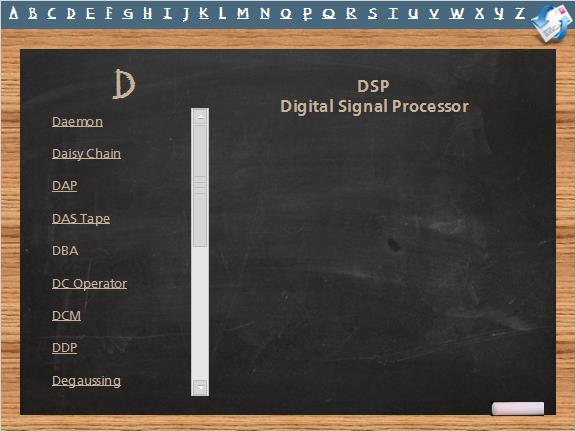 A B C D E F G H I J K L M N O P Q R S T U V W X Y Z
D
DSP
Digital Signal Processor
Daemon
Daisy Chain
DAP
DAS Tape
DBA
DC Operator
DCM
DDP
Degaussing